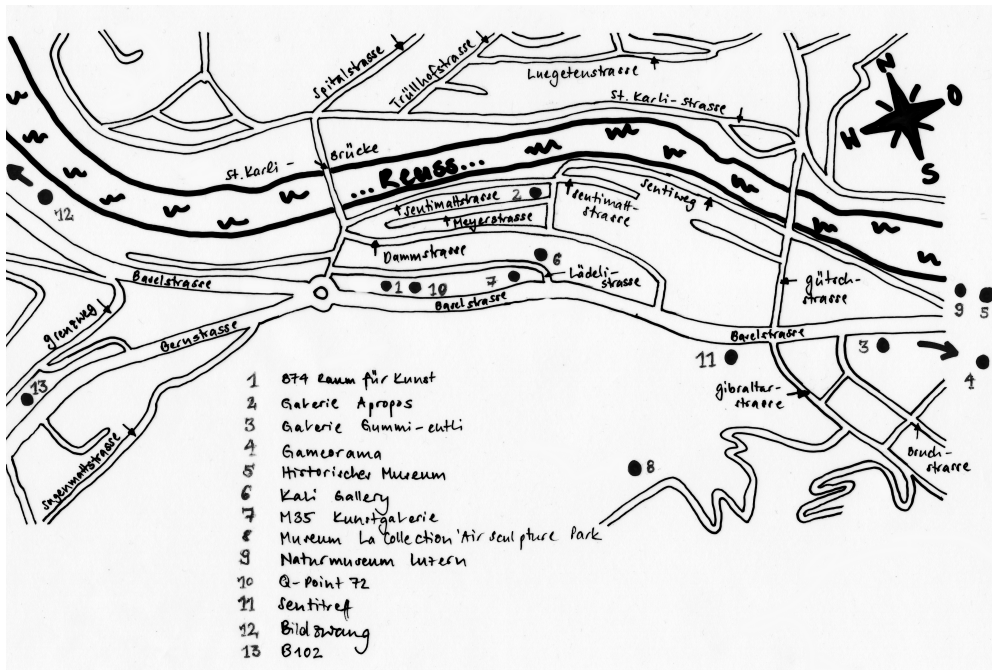 Spitalstrasse
Trüllhofstrasse
Luegetenstrasse
St. Karli-strasse
N
O
H
S
St. Karli-
Brücke
...Reuss...
12
sentimattstrasse
2
Meyerstrasse
sentimatt-
strasse
Sentiweg
Dammstrasse
6
Lädeli-
strasse
Baselstrasse
1
10
7
Baselstrasse
gütsch-
strasse
9
5
Grenzweg
Bernstrasse
Baselstrasse
11
3
4
13
gibraltar-
strasse
Bruch-
strasse
Sagenmattstrasse
8
1 874 Raum für Kunst
2 Galerie Apropos
3 Galerie Gummi-entli
4 Gameorama
5 Historischer Museum
6 Kali Gallery
7 M35 Kunstgalerie
8 Museum La Collection 'Air sculpture Park
9 Naturmuseum Luzern
10 Q-Point 72
11 Sentitreff
12 Bildzwang
13 B102